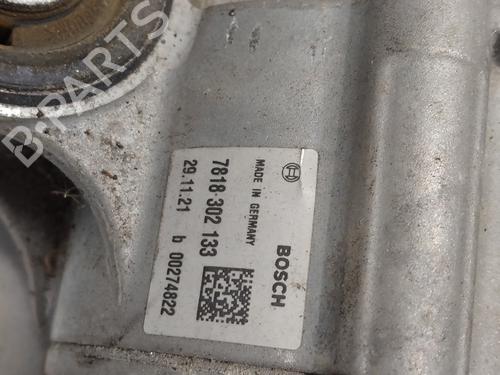 B-PARTS
BOSCH
MADE IN GERMANY
7818 302 133
29.11.21 b 00274822